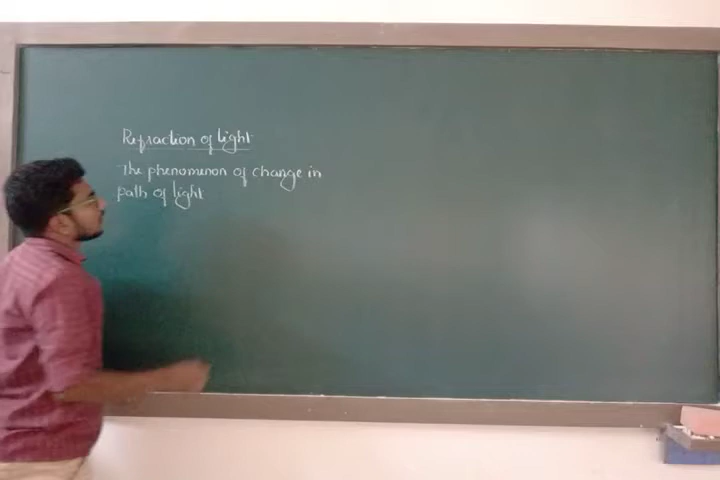 Refraction of light
The phenomenon of change in
path of light